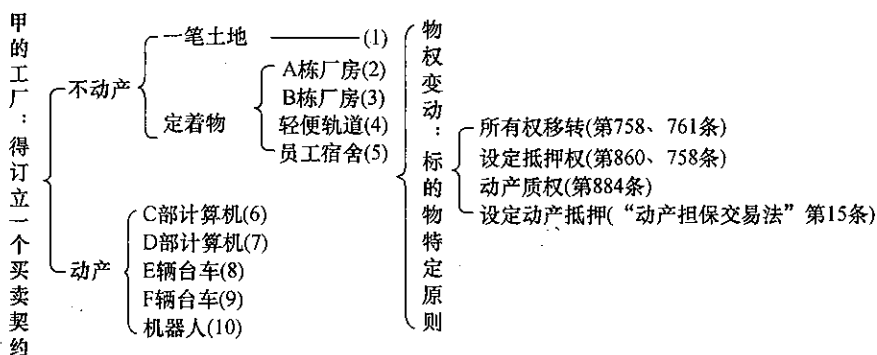 甲的工厂：得订立一个买卖契约
不动产
一笔土地 (1)
定着物
A栋厂房(2)
B栋厂房(3)
轻便轨道(4)
员工宿舍(5)
动产
C部计算机(6)
D部计算机(7)
E辆台车(8)
F辆台车(9)
机器人(10)
物权变动：标的物特定原则
所有权移转(第758、761条)
设定抵押权(第860、758条)
动产质权(第884条)
设定动产抵押(“动产担保交易法”第15条)